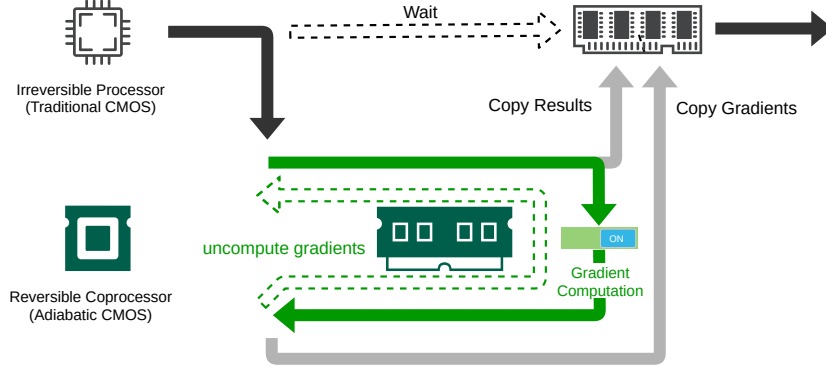 Wait
Irreversible Processor
(Traditional CMOS)
Copy Results
Copy Gradients
uncompute gradients
ON
Gradient
Computation
Reversible Coprocessor
(Adiabatic CMOS)